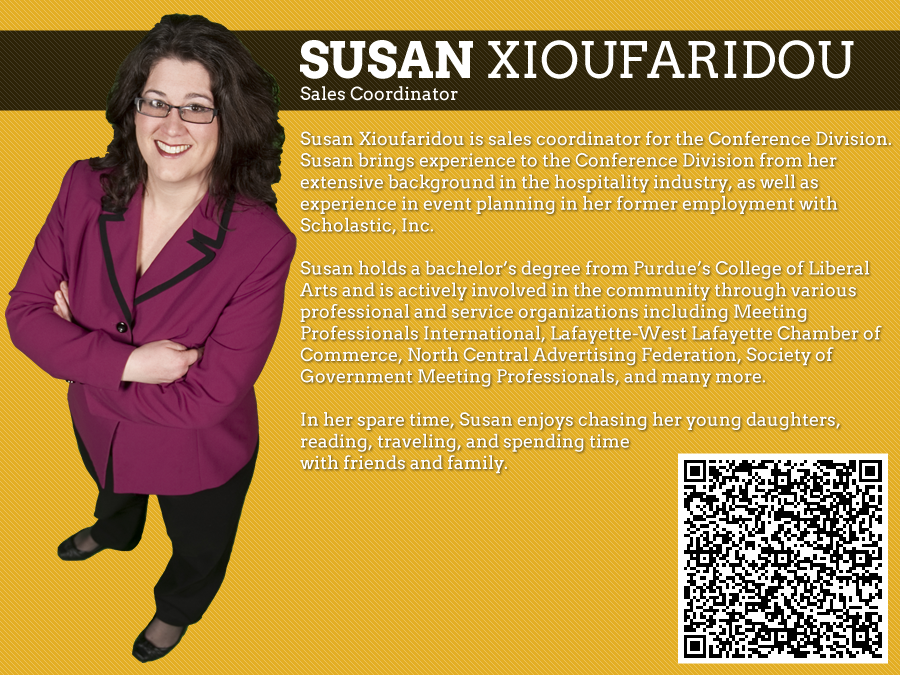 SUSAN XIOUFARIDOU
Sales Coordinator
Susan Xioufaridou is sales coordinator for the Conference Division.
Susan brings experience to the Conference Division from her
extensive background in the hospitality industry, as well as
experience in event planning in her former employment with
Scholastic, Inc.
Susan holds a bachelor’s degree from Purdue’s College of Liberal
Arts and is actively involved in the community through various
professional and service organizations including Meeting
Professionals International, Lafayette-West Lafayette Chamber of
Commerce, North Central Advertising Federation, Society of
Government Meeting Professionals, and many more.
In her spare time, Susan enjoys chasing her young daughters,
reading, traveling, and spending time
with friends and family.